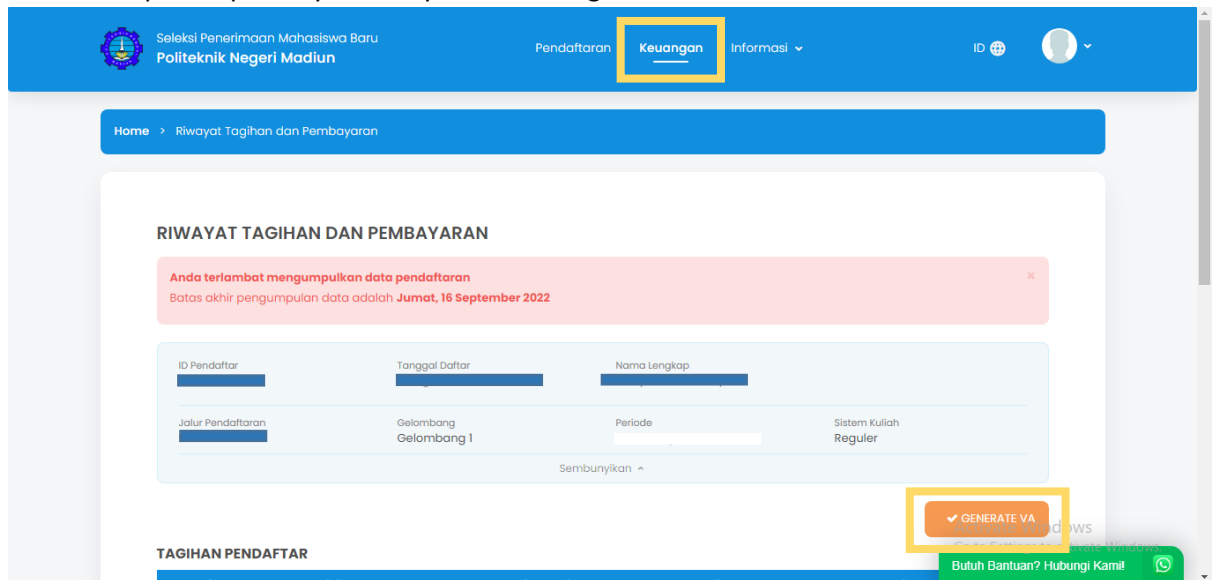 Seleksi Penerimaan Mahasiswa Baru
Politeknik Negeri Madiun
Pendaftaran Keuangan Informasi
ID
Home > Riwayat Tagihan dan Pembayaran
RIWAYAT TAGIHAN DAN PEMBAYARAN
Anda terlambat mengumpulkan data pendaftaran ×
Batas akhir pengumpulan data adalah Jumat, 16 September 2022
ID Pendaftar Tanggal Daftar Nama Lengkap
Jalur Pendaftaran Gelombang Periode Sistem Kuliah
Gelombang 1 Reguler
Sembunyikan
GENERATE VA
TAGIHAN PENDAFTAR
Butuh Bantuan? Hubungi Kami!